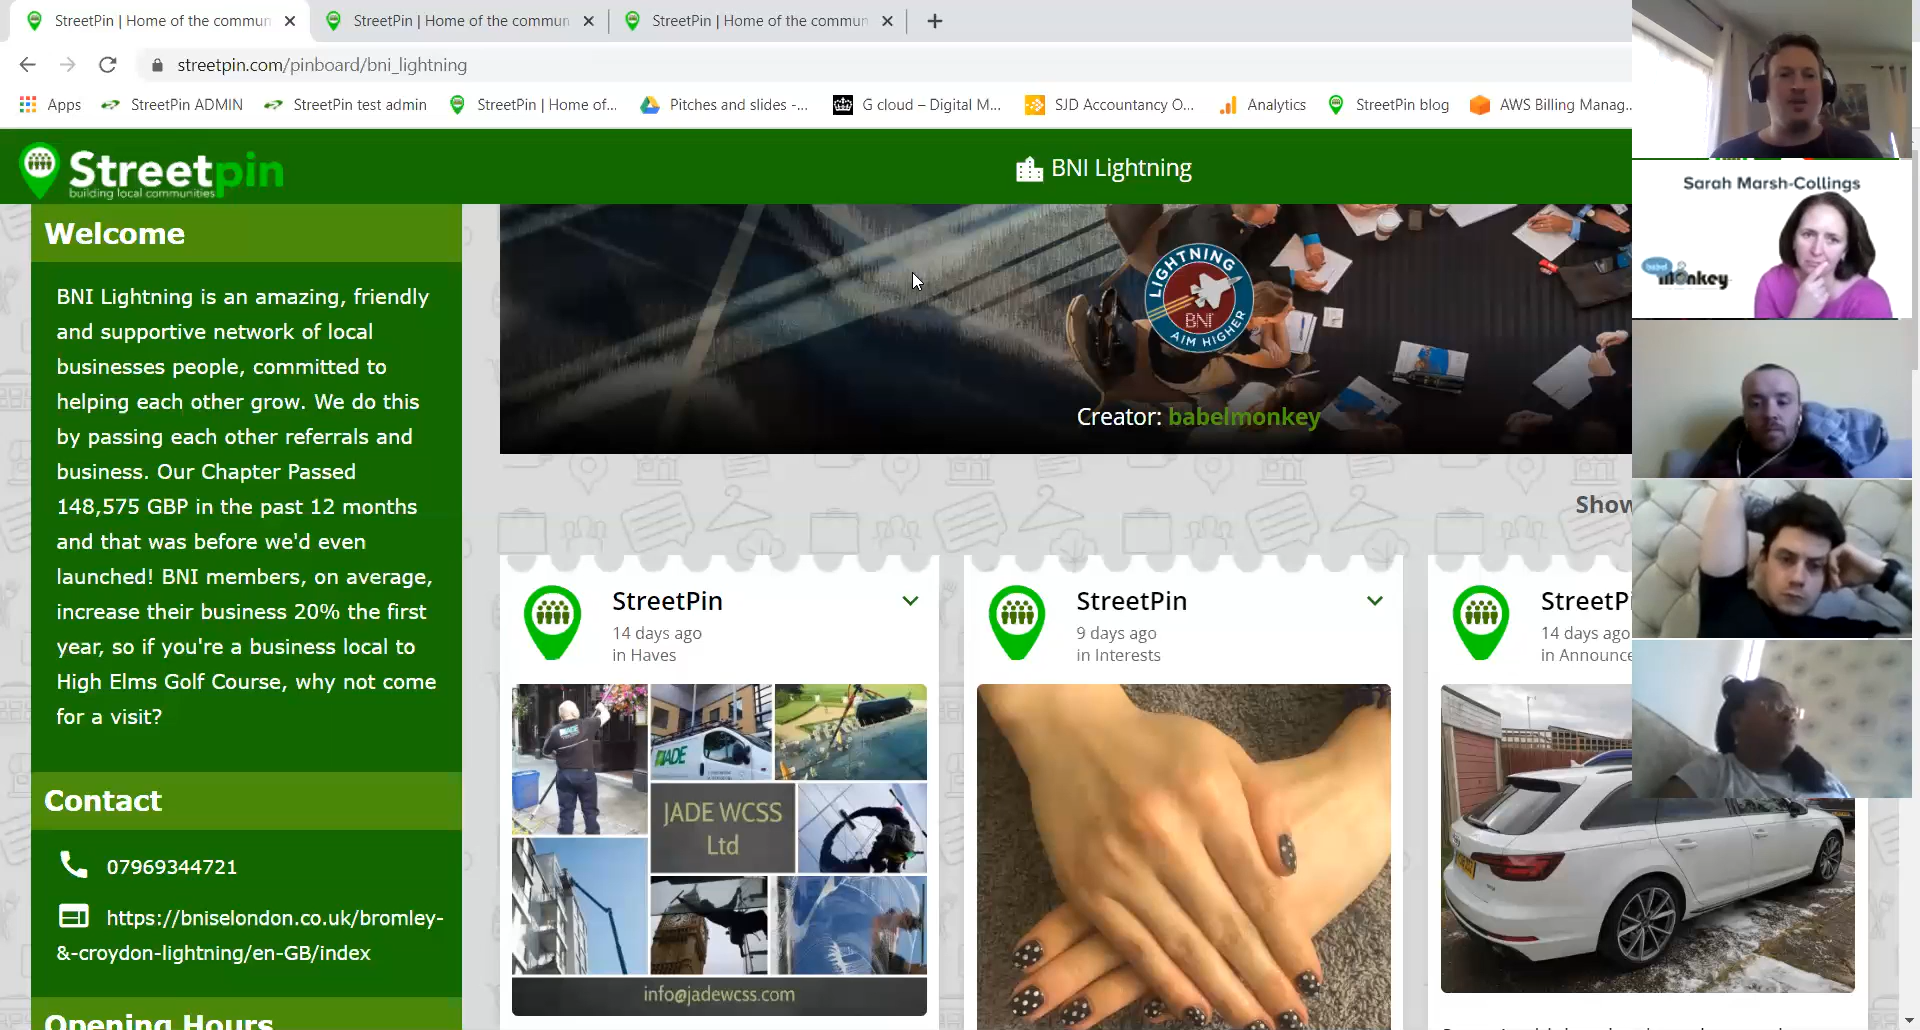 StreetPin | Home of the commun
StreetPin | Home of the commun
StreetPin | Home of the commun
streetpin.com/pinboard/bni_lightning
Apps
StreetPin ADMIN
StreetPin test admin
StreetPin | Home of...
Pitches and slides -...
G cloud – Digital M...
SJD Accountancy O...
Analytics
StreetPin blog
AWS Billing Manag...
Streetpin
building local communities
BNI Lightning
Sarah Marsh-Collings
babel
monkey
Welcome
BNI Lightning is an amazing, friendly
and supportive network of local
businesses people, committed to
helping each other grow. We do this
by passing each other referrals and
business. Our Chapter Passed
148,575 GBP in the past 12 months
and that was before we'd even
launched! BNI members, on average,
increase their business 20% the first
year, so if you're a business local to
High Elms Golf Course, why not come
for a visit?
Contact
07969344721
https://bniselondon.co.uk/bromley-
&-croydon-lightning/en-GB/index
Opening Hours
LIGHTNING
BNI
AIM HIGHER
Creator: babelmonkey
Show
StreetPin
14 days ago
in Haves
JADE
JADE WCSS
Ltd
info@jadewcss.com
StreetPin
9 days ago
in Interests
StreetPi
14 days ago
in Announce